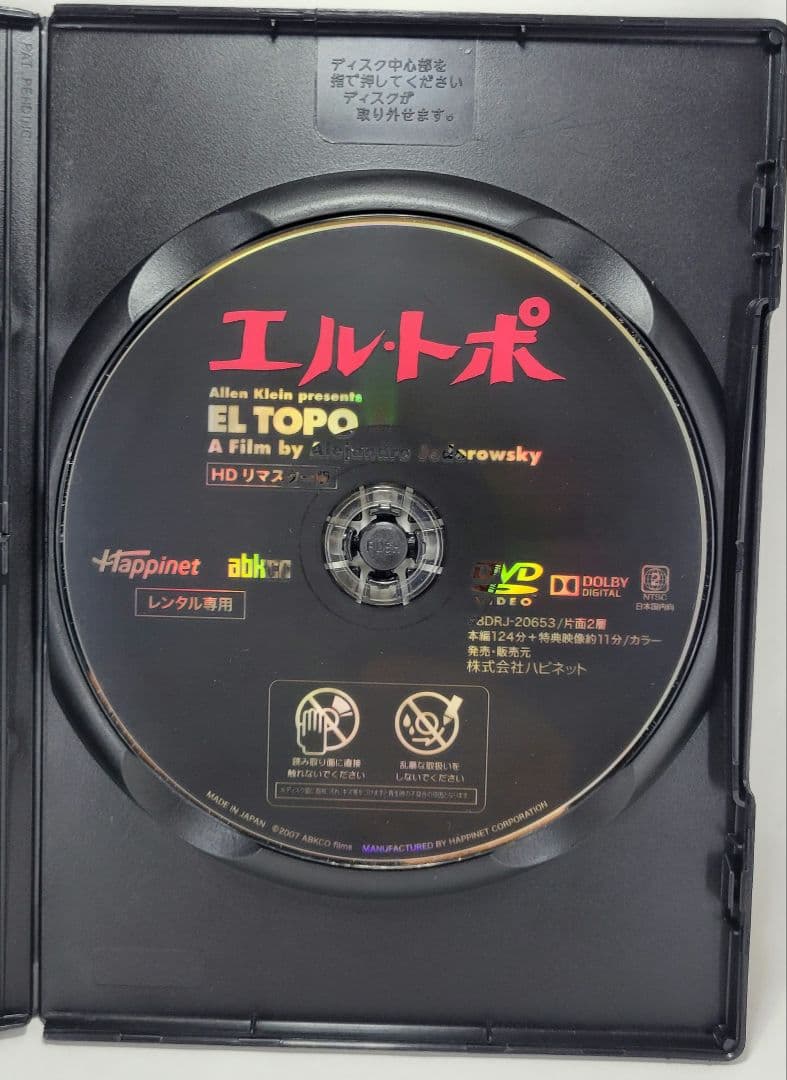 PAT. PENDING
ディスク中心部を
指で押してください
ディスクが
取り外せます。
エル・トポ
Allen Klein presents
EL TOPO
A Film by Alejandro Jodorowsky
HDリマスター版
PUSH
Happinet
abkco
レンタル専用
DVD
VIDEO
DOLBY
DIGITAL
2
NTSC
日本国内向
BDRJ-20653/片面2層
本編124分+特典映像約11分/カラー
発売・販売元
株式会社ハピネット
読み取り面に直接
触れないでください
乱暴な取扱いを
しないでください
MADE IN JAPAN ©2007 ABKCO films MANUFACTURED BY HAPPINET CORPORATION